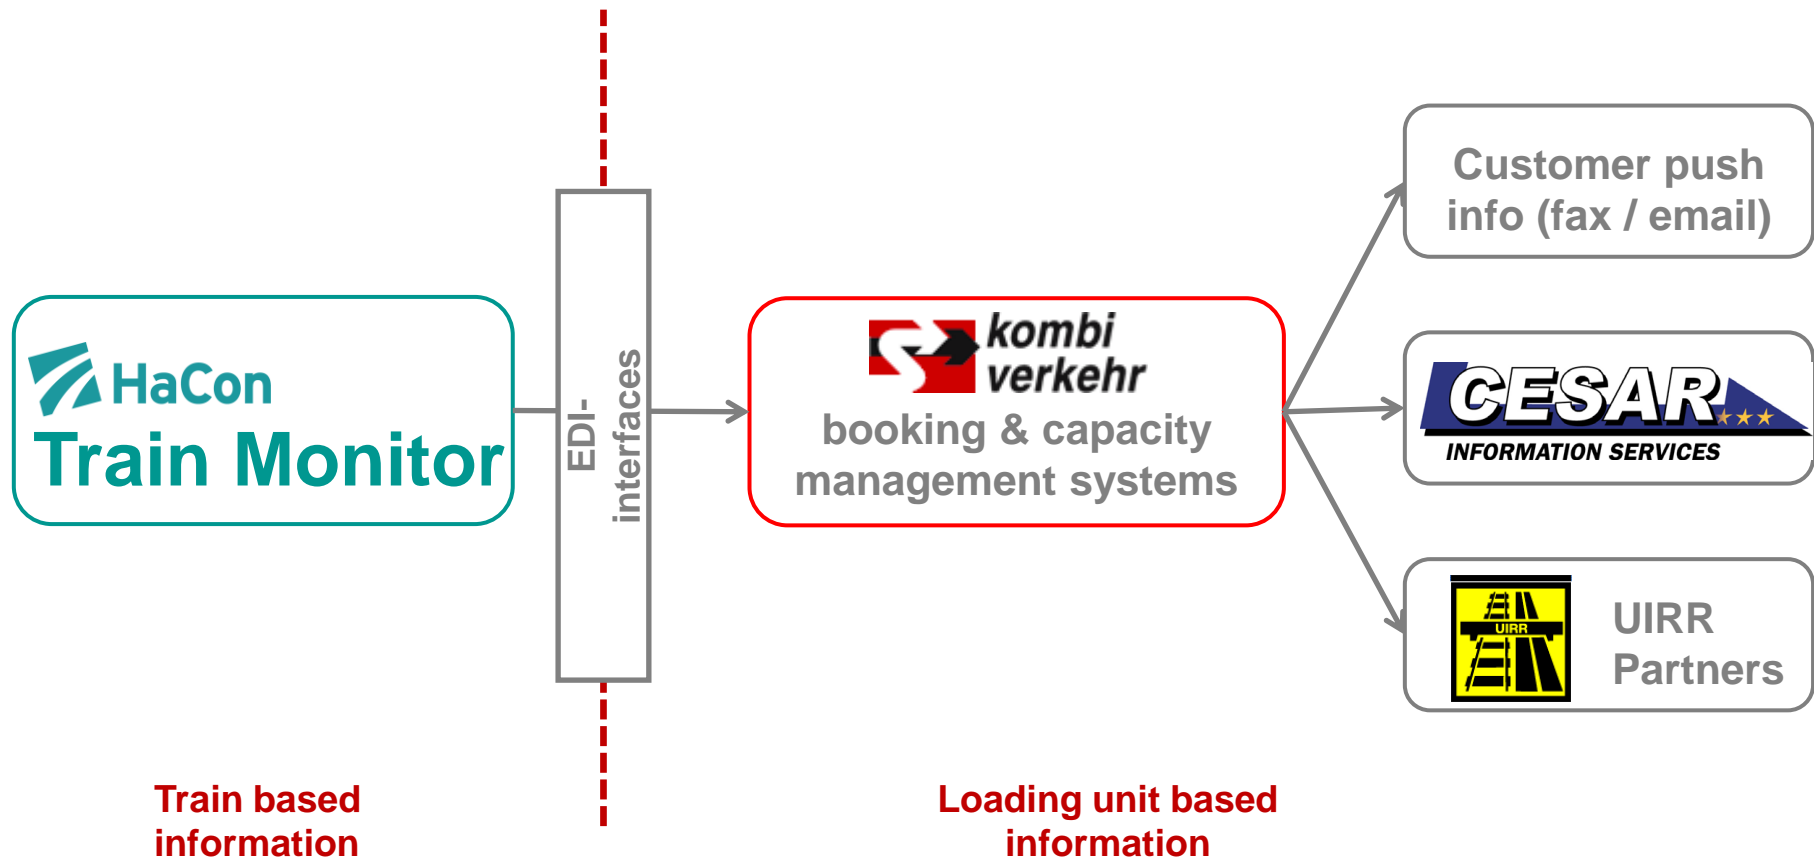 HaCon
Train Monitor
EDI-
interfaces
kombi
verkehr
booking & capacity
management systems
Customer push
info (fax / email)
CESAR
INFORMATION SERVICES
UIRR
UIRR
Partners
Train based
information
Loading unit based
information